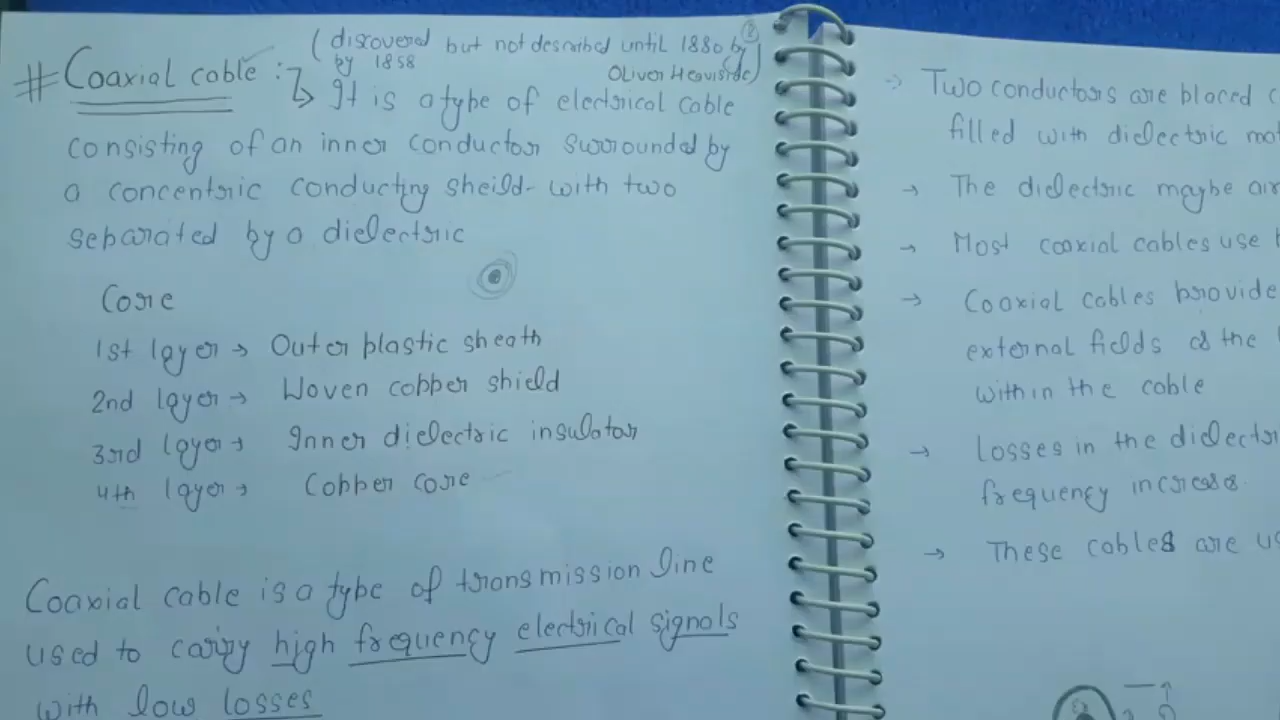 # Coaxial cable :
( discovered but not described until 1880 by
by 1858 Oliver Heaviside)
→ It is a type of electrical cable
consisting of an inner conductor surrounded by
a concentric conducting sheild- with two
separated by a dielectric
Core
1st layer → Outer plastic sheath
2nd layer → Woven copper shield
3rd layer → Inner dielectric insulator
4th layer → Copper core
Coaxial cable is a type of transmission line
used to carry high frequency electrical signals
with low losses
→ Two conductors are placed
filled with dielectric
→ The dielectric maybe air
→ Most coaxial cables use
→ Coaxial cables provide
external fields as the
within the cable
→ Losses in the
frequency increase.
→ These cables are